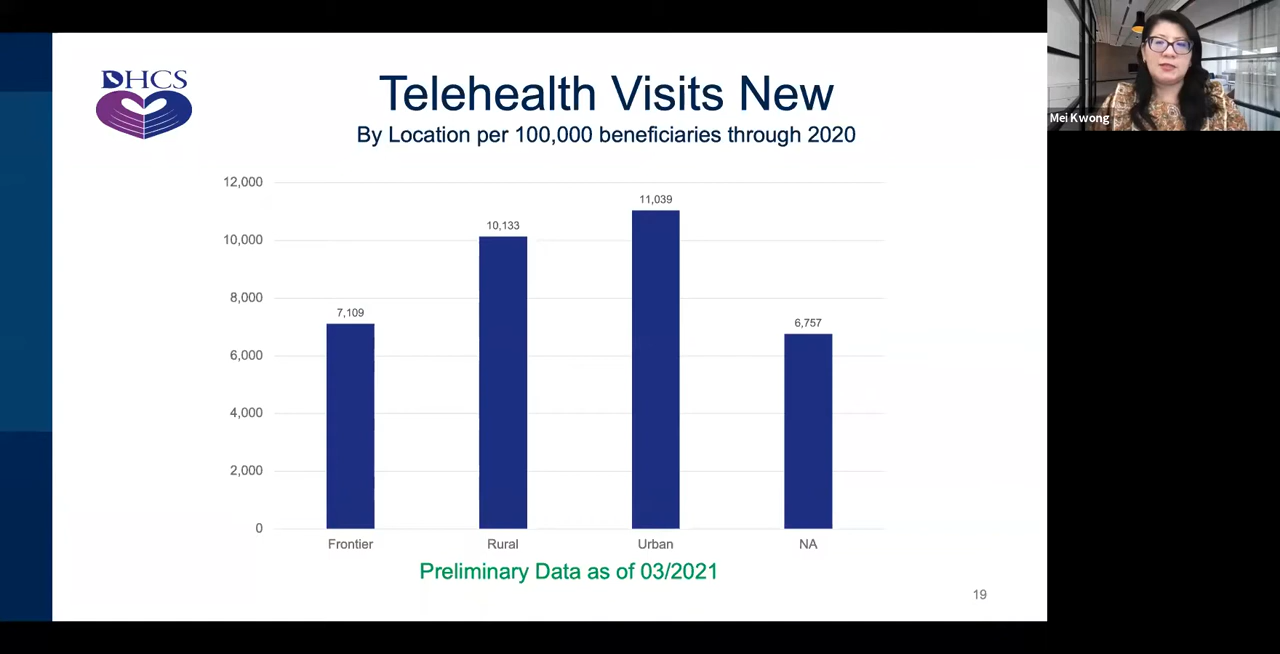 DHCS
Telehealth Visits New
By Location per 100,000 beneficiaries through 2020
12,000
10,000
8,000
6,000
4,000
2,000
0
7,109
10,133
11,039
6,757
Frontier
Rural
Urban
NA
Preliminary Data as of 03/2021
19
Mei Kwong